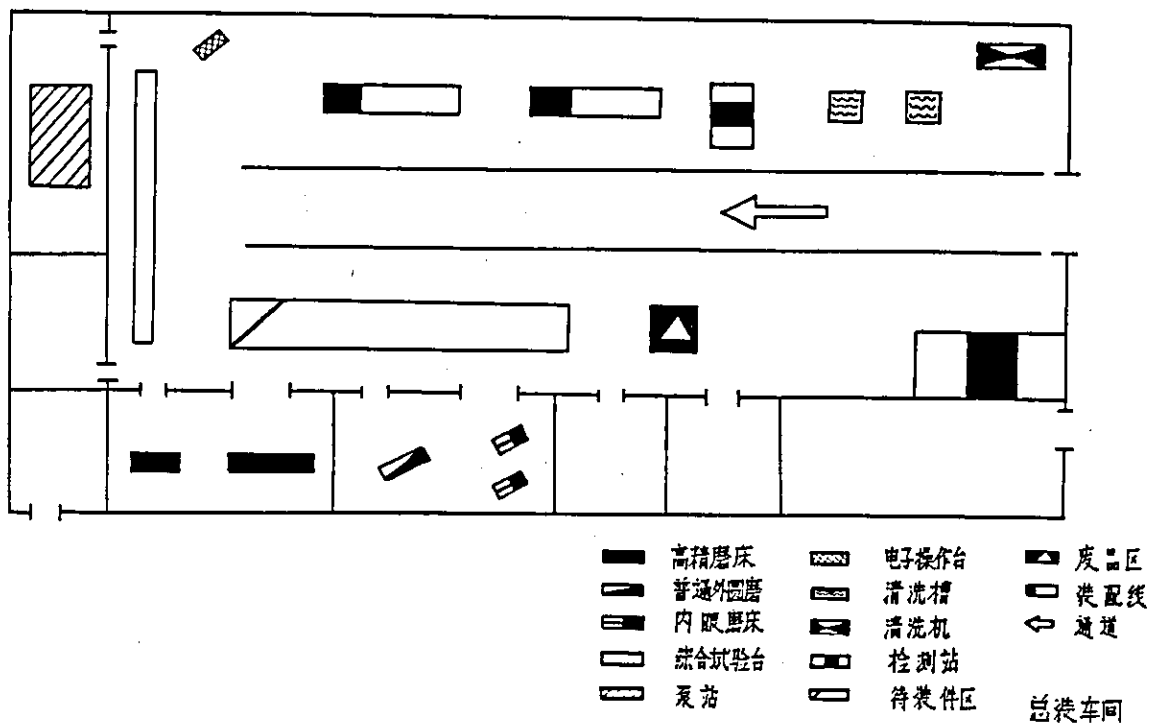 高精磨床 电子操作台 废品区
普通外圆磨 清洗槽 装配线
内眼磨床 清洗机 通道
综合试验台 检测站
泵站 待装件区
总装车间